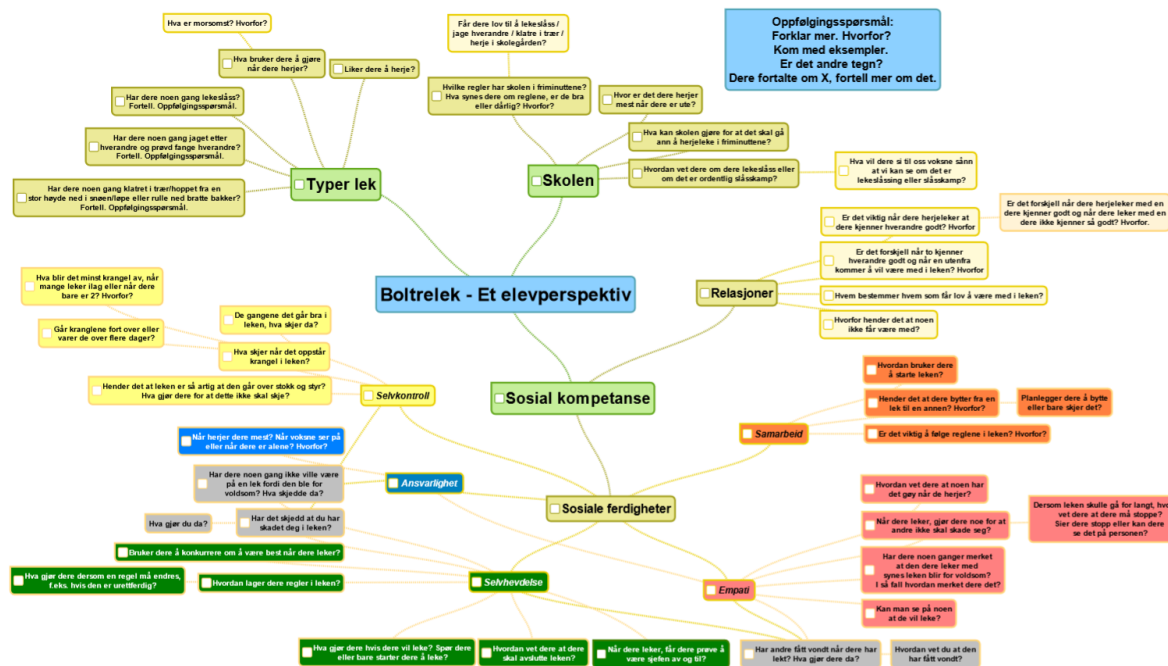 Hva er morsomst? Hvorfor?
Hva bruker dere å gjøre
når dere herjer?
Liker dere å herje?
Har dere noen gang lekeslåss?
Fortell. Oppfølgingsspørsmål.
Har dere noen gang jaget etter
hverandre og prøvd fange hverandre?
Fortell. Oppfølgingsspørsmål.
Har dere noen gang klatret i trær/hoppet fra en
stor høyde ned i snøen/løpe eller rulle ned bratte bakker?
Fortell. Oppfølgingsspørsmål.
Typer lek
Får dere lov til å lekeslåss /
jage hverandre / klatre i trær /
herje i skolegården?
Hvilke regler har skolen i friminuttene?
Hva synes dere om reglene, er de bra
eller dårlig? Hvorfor?
Hvor er det dere herjer
mest når dere er ute?
Hva kan skolen gjøre for at det skal gå
ann å herjeleke i friminuttene?
Hvordan vet dere om dere lekeslåss eller
om det er ordentlig slåsskamp?
Hva vil dere si til oss voksne sånn
at vi kan se om det er
lekeslåssing eller slåsskamp?
Skolen
Oppfølgingsspørsmål:
Forklar mer. Hvorfor?
Kom med eksempler.
Er det andre tegn?
Dere fortalte om X, fortell mer om det.
Boltrelek - Et elevperspektiv
Relasjoner
Er det viktig når dere herjeleker at
dere kjenner hverandre godt? Hvorfor
Er det forskjell når dere herjeleker med en
dere kjenner godt og når dere leker med en
dere ikke kjenner så godt? Hvorfor.
Er det forskjell når to kjenner
hverandre godt og når en utenfra
kommer å vil være med i leken? Hvorfor
Hvem bestemmer hvem som får lov å være med i leken?
Hvorfor hender det at noen
ikke får være med?
Sosial kompetanse
Hva blir det minst krangel av, når
mange leker ilag eller når dere
bare er 2? Hvorfor?
De gangene det går bra i
leken, hva skjer da?
Går kranglene fort over eller
varer de over flere dager?
Hva skjer når det oppstår
krangel i leken?
Hender det at leken er så artig at den går over stokk og styr?
Hva gjør dere for at dette ikke skal skje?
Selvkontroll
Hvordan bruker dere
å starte leken?
Hender det at dere bytter fra en
lek til en annen? Hvorfor?
Planlegger dere å bytte
eller bare skjer det?
Er det viktig å følge reglene i leken? Hvorfor?
Samarbeid
Når herjer dere mest? Når voksne ser på
eller når dere er alene? Hvorfor?
Har dere noen gang ikke ville være
på en lek fordi den ble for
voldsom? Hva skjedde da?
Ansvarlighet
Hva gjør du da?
Har det skjedd at du har
skadet deg i leken?
Sosiale ferdigheter
Bruker dere å konkurrere om å være best når dere leker?
Hva gjør dere dersom en regel må endres,
f.eks. hvis den er urettferdig?
Hvordan lager dere regler i leken?
Selvhevdelse
Hva gjør dere hvis dere vil leke? Spør dere
eller bare starter dere å leke?
Hvordan vet dere at dere
skal avslutte leken?
Når dere leker, får dere prøve å
være sjefen av og til?
Empati
Hvordan vet dere at noen har
det gøy når de herjer?
Når dere leker, gjør dere noe for at
andre ikke skal skade seg?
Dersom leken skulle gå for langt,
vet dere at dere må stoppe?
Sier dere stopp eller kan dere
se det på personen?
Har dere noen ganger merket
at den dere leker med
synes leken blir for voldsom?
I så fall hvordan merket dere det?
Kan man se på noen
at de vil leke?
Har andre fått vondt når dere har
lekt? Hva gjør dere da?
Hvordan vet du at den
har fått vondt?